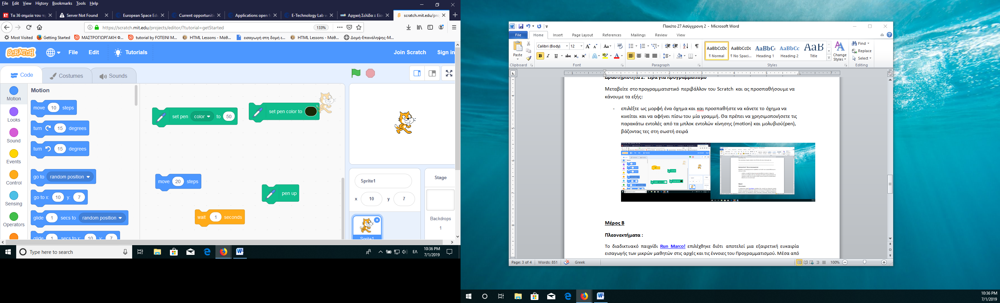 File Edit View History Bookmarks Tools Help
Τα 36 σημεία του
Server Not Found
European Space Edu
Current opportuniti
Applications open f
E-Technology Lab
Αρχική Σελίδα :: Είσ
scratch.mit.edu/pro
https://scratch.mit.edu/projects/editor/?tutorial=getStarted
133%
Most Visited Getting Started ΜΑΣΤΡΟΓΙΩΡΓΑΚΗ Φ... tutorial by FOTEINI M... HTML Lessons - Μάθ... εισαγωγή στη δομή ε... HTML Lessons - Μάθ... Δομή-Επανάληψης-Μ...
SCRATCH File Edit Tutorials Join Scratch Sign in
Code Costumes Sounds
Motion
Looks
Sound
Events
Control
Sensing
Operators
Motion
move 10 steps
turn 15 degrees
turn 15 degrees
go to random position
go to x: 10 y: 7
glide 1 secs to random position
glide 1 secs to x: 10 y: 7
set pen color to 50
set pen color to
move 20 steps
pen up
wait 1 seconds
Sprite1
x 10 y 7
Sprite1
Stage
Backdrops
1
Type here to search
ΕΛ
10:36 PM
7/1/2019
Πακέτο 27 Ασύγχρονη 2 - Microsoft Word
File Home Insert Page Layout References Mailings Review View
Paste
Calibri (Body) 12
AaBbCcDc AaBbCcDc AaBbC AaBbCc AaB
¶ Normal ¶ No Spaci... Heading 1 Heading 2 Title
Change Styles
Find
Replace
Select
Clipboard Font Paragraph Styles Editing
Δραστηριότητα 2: Ώρα για προγραμματισμό
Μεταβείτε στο προγραμματιστικό περιβάλλον του Scratch και ας προσπαθήσουμε να
κάνουμε τα εξής:
- επιλέξτε ως μορφή ένα όχημα και και προσπαθήστε να κάνετε το όχημα να
κινείται και να αφήνει πίσω του μία γραμμή. Θα πρέπει να χρησιμοποιήσετε τις
παρακάτω εντολές από τα μπλοκ εντολών κίνησης (motion) και μολυβιού(pen),
βάζοντας τες στη σωστή σειρά
Μέρος Β
Πλεονεκτήματα :
Το διαδικτυακό παιχνίδι Run Marco! επιλέχθηκε διότι αποτελεί μια εξαιρετική ευκαιρία
εισαγωγής των μικρών μαθητών στις αρχές και τις έννοιες του Προγραμματισμού. Μέσα από
Page: 3 of 4 Words: 851 Greek 100%
10:36 PM
7/1/2019